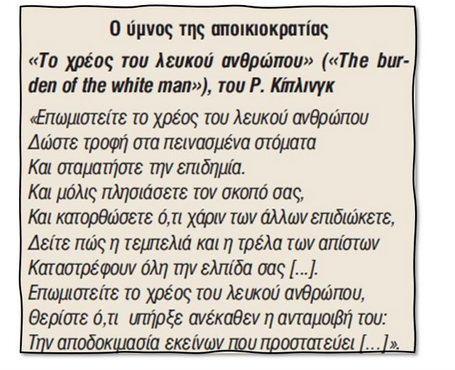 Ο ύμνος της αποικιοκρατίας
«Το χρέος του λευκού ανθρώπου» («The bur-
den of the white man»), του Ρ. Κίπλινγκ
«Επωμιστείτε το χρέος του λευκού ανθρώπου
Δώστε τροφή στα πεινασμένα στόματα
Και σταματήστε την επιδημία.
Και μόλις πλησιάσετε τον σκοπό σας,
Και κατορθώσετε ό,τι χάριν των άλλων επιδιώκετε,
Δείτε πώς η τεμπελιά και η τρέλα των απίστων
Καταστρέφουν όλη την ελπίδα σας [...].
Επωμιστείτε το χρέος του λευκού ανθρώπου,
Θερίστε ό,τι υπήρξε ανέκαθεν η ανταμοιβή του:
Την αποδοκιμασία εκείνων που προστατεύει [...]».